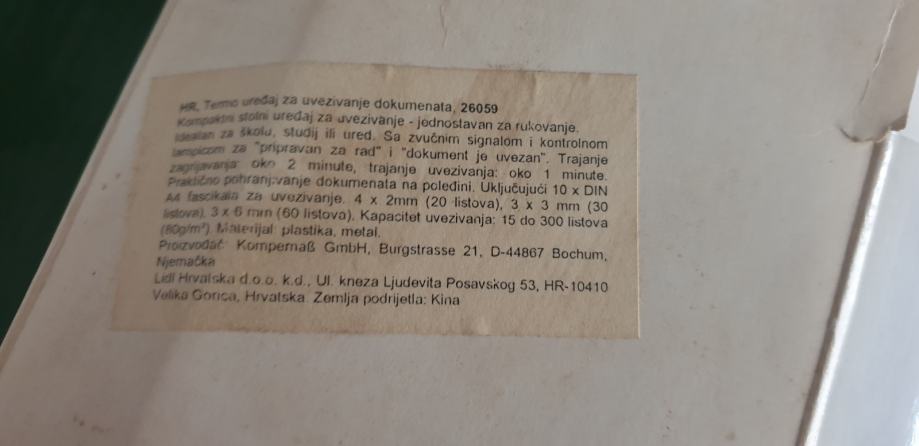 HR, Termo uređaj za uvezivanje dokumenata, 26059
Kompaktni stolni uređaj za uvezivanje - jednostavan za rukovanje.
Idealan za školu, studij ili ured. Sa zvučnim signalom i kontrolnom
lampicom za "pripravan za rad" i "dokument je uvezan". Trajanje
zagrijavanja: oko 2 minute, trajanje uvezivanja: oko 1 minute.
Praktično pohranjivanje dokumenata na poleđini. Uključujući 10 x DIN
A4 fascikala za uvezivanje. 4 x 2mm (20 listova), 3 x 3 mm (30
listova), 3 x 6 mm (60 listova). Kapacitet uvezivanja: 15 do 300 listova
(80g/m²). Materijal: plastika, metal.
Proizvođač: Kompernaß GmbH, Burgstrasse 21, D-44867 Bochum,
Njemačka
Lidl Hrvatska d.o.o. k.d., Ul. kneza Ljudevita Posavskog 53, HR-10410
Velika Gorica, Hrvatska. Zemlja podrijetla: Kina